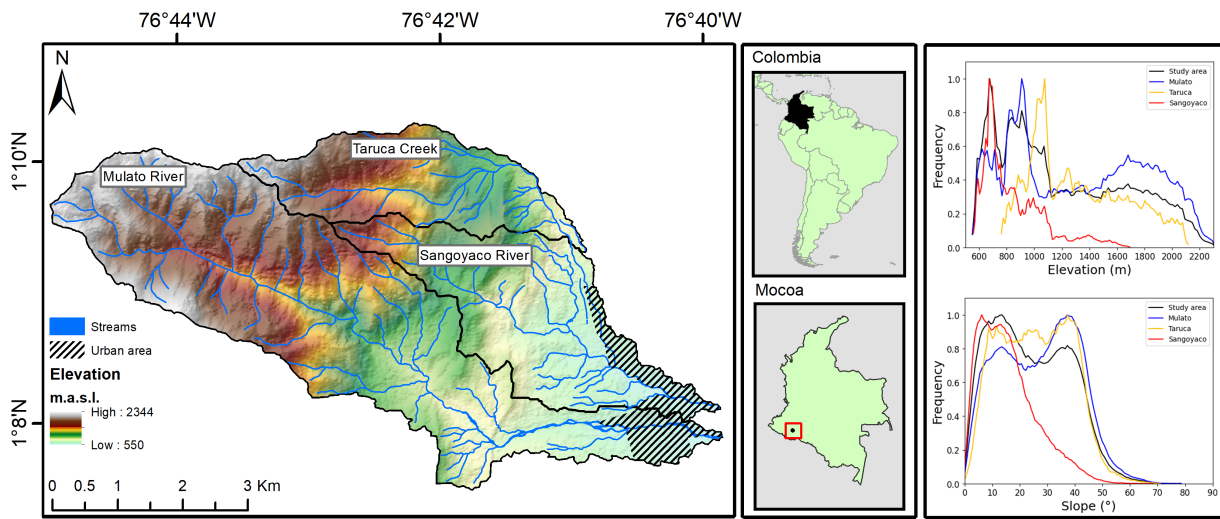 76°44'W
76°42'W
76°40'W
1°10'N
1°8'N
N
Mulato River
Taruca Creek
Sangoyaco River
Streams
Urban area
Elevation
m.a.s.l.
High : 2344
Low : 550
0 0.5 1 2 3 Km
Colombia
Mocoa
Frequency
1.0
0.8
0.6
0.4
0.2
0.0
Study area
Mulato
Taruca
Sangoyaco
600 800 1000 1200 1400 1600 1800 2000 2200
Elevation (m)
Frequency
1.0
0.8
0.6
0.4
0.2
0.0
Study area
Mulato
Taruca
Sangoyaco
0 10 20 30 40 50 60 70 80 90
Slope (°)